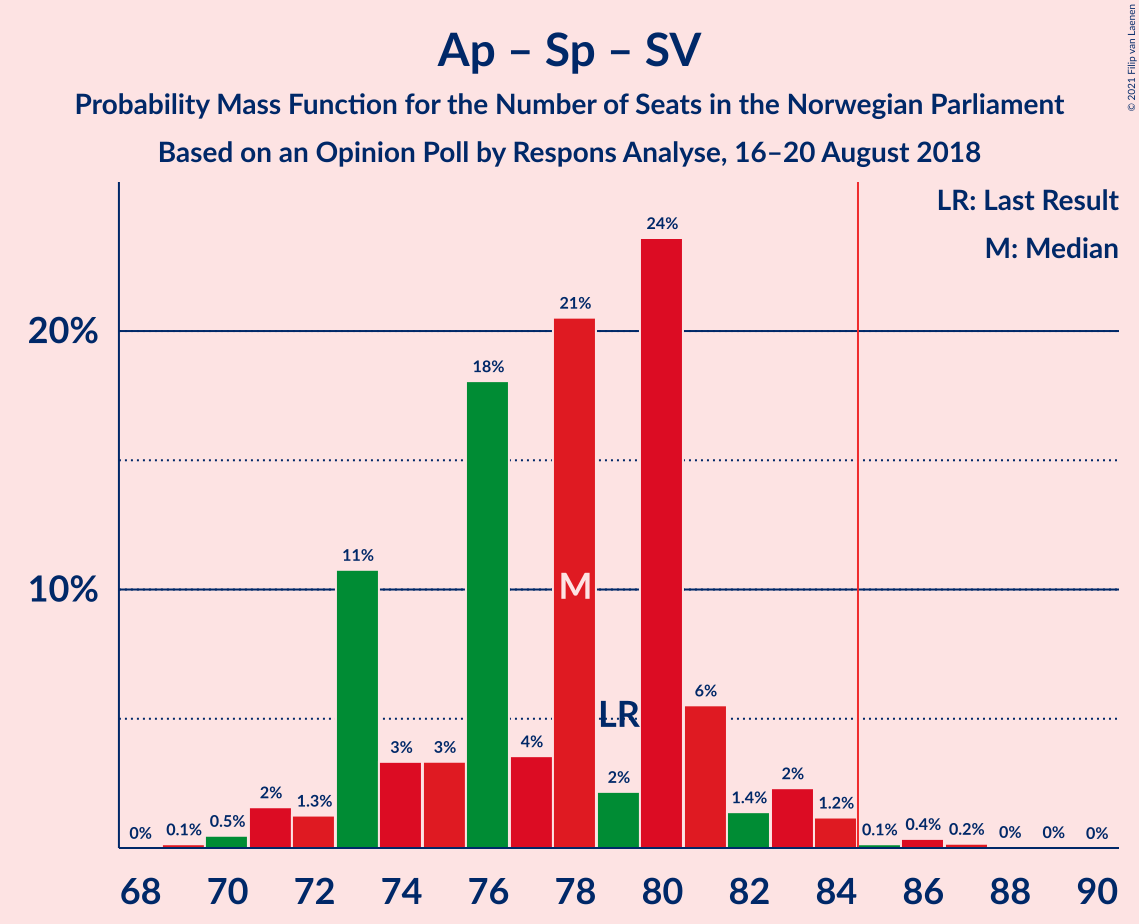 Ap – Sp – SV
Probability Mass Function for the Number of Seats in the Norwegian Parliament
Based on an Opinion Poll by Respons Analyse, 16–20 August 2018
© 2021 Filip van Laenen
LR: Last Result
M: Median
20%
10%
0%
0.1%
0.5%
2%
1.3%
11%
3%
3%
18%
4%
21%
2%
24%
6%
1.4%
2%
1.2%
0.1%
0.4%
0.2%
0%
0%
0%
M
LR
68 70 72 74 76 78 80 82 84 86 88 90